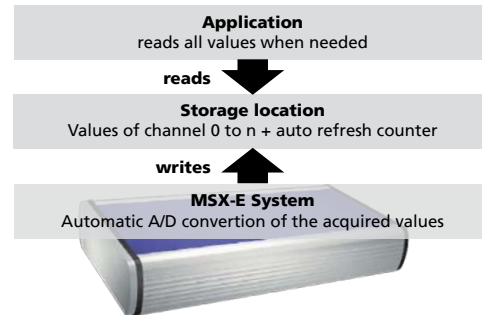 Application
reads all values when needed
reads
Storage location
Values of channel 0 to n + auto refresh counter
writes
MSX-E System
Automatic A/D convertion of the acquired values